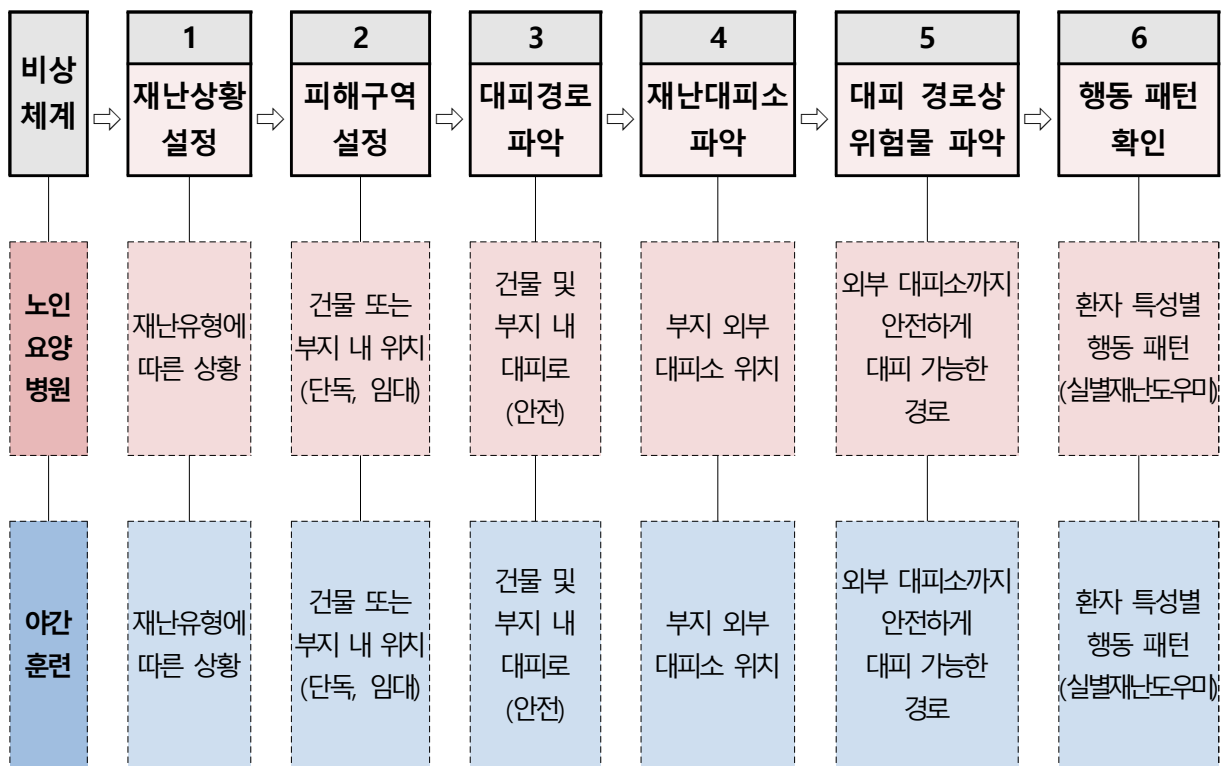 비상
체계
1
재난상황
설정
2
피해구역
설정
3
대피경로
파악
4
재난대피소
파악
5
대피 경로상
위험물 파악
6
행동 패턴
확인
노인
요양
병원
재난유형에
따른 상황
건물 또는
부지 내 위치
(단독, 임대)
건물 및
부지 내
대피로
(안전)
부지 외부
대피소 위치
외부 대피소까지
안전하게
대피 가능한
경로
환자 특성별
행동 패턴
(실별재난도우미)
야간
훈련
재난유형에
따른 상황
건물 또는
부지 내 위치
(단독, 임대)
건물 및
부지 내
대피로
(안전)
부지 외부
대피소 위치
외부 대피소까지
안전하게
대피 가능한
경로
환자 특성별
행동 패턴
(실별재난도우미)